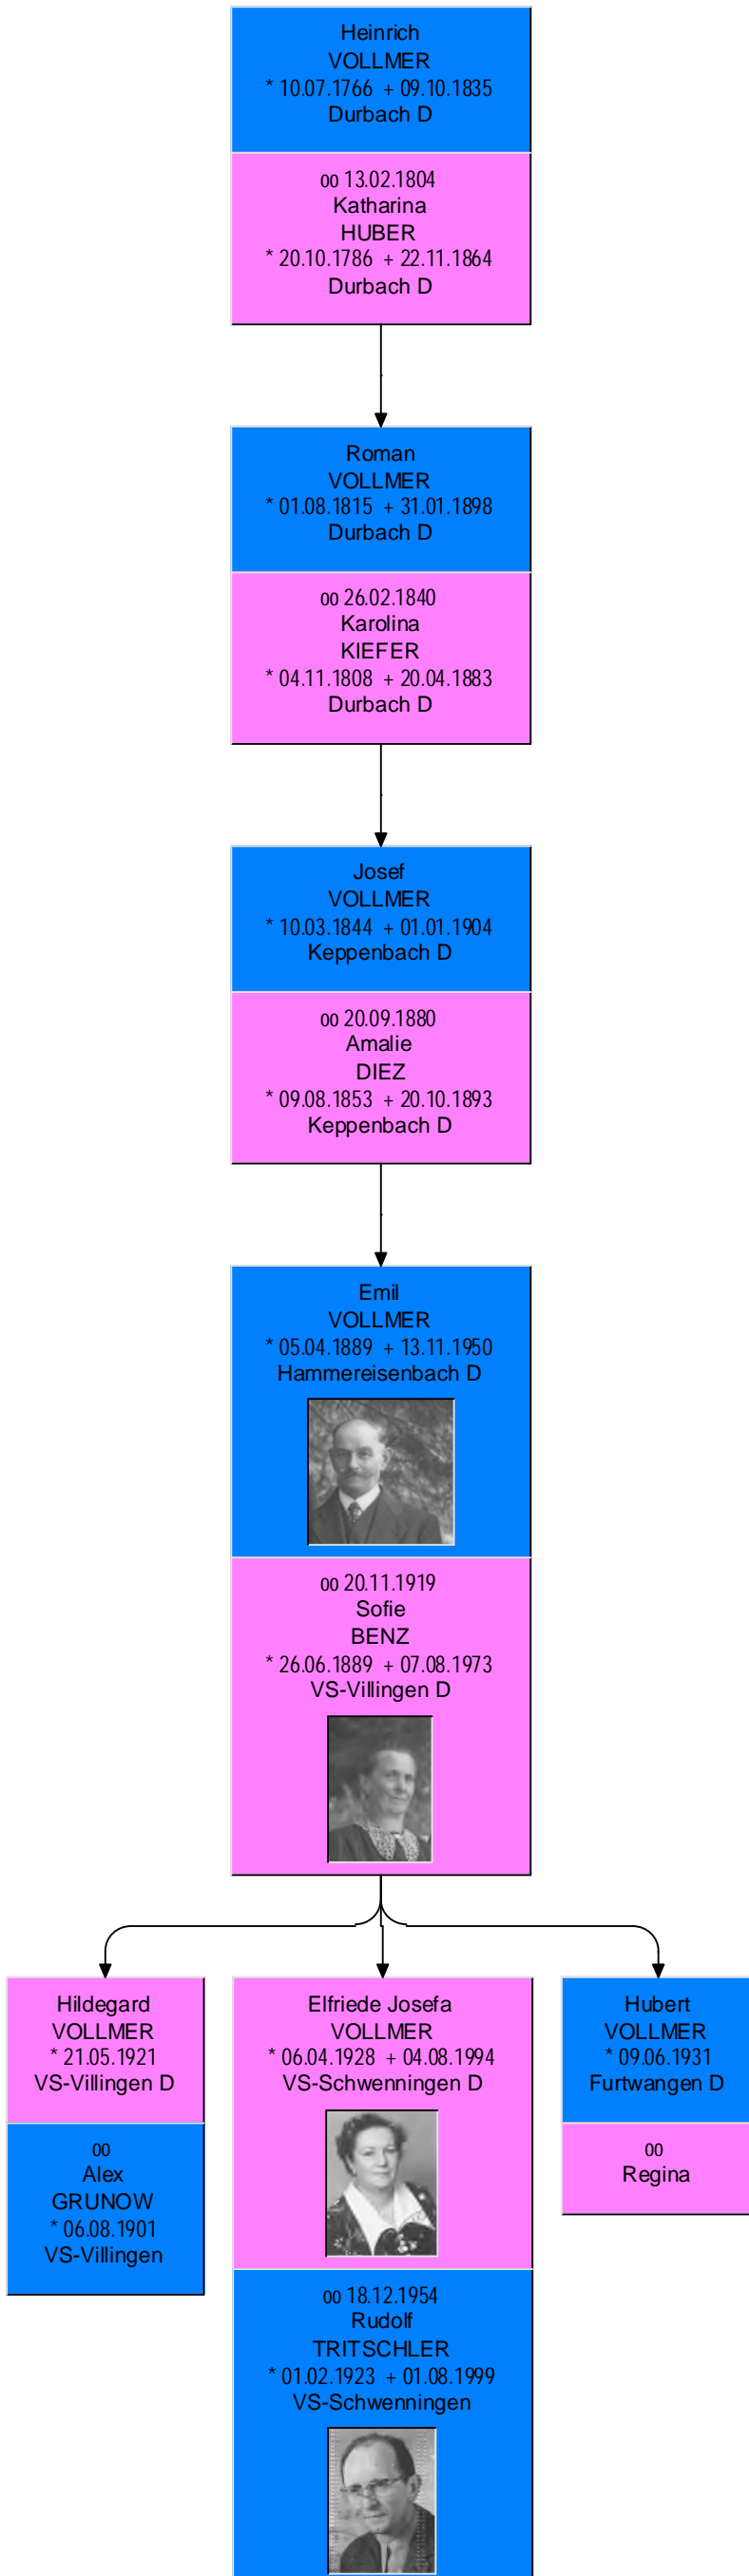 Heinrich
VOLLMER
* 10.07.1766 + 09.10.1835
Durbach D
oo 13.02.1804
Katharina
HUBER
* 20.10.1786 + 22.11.1864
Durbach D
Roman
VOLLMER
* 01.08.1815 + 31.01.1898
Durbach D
oo 26.02.1840
Karolina
KIEFER
* 04.11.1808 + 20.04.1883
Durbach D
Josef
VOLLMER
* 10.03.1844 + 01.01.1904
Keppenbach D
oo 20.09.1880
Amalie
DIEZ
* 09.08.1853 + 20.10.1893
Keppenbach D
Emil
VOLLMER
* 05.04.1889 + 13.11.1950
Hammereisenbach D
oo 20.11.1919
Sofie
BENZ
* 26.06.1889 + 07.08.1973
VS-Villingen D
Hildegard
VOLLMER
* 21.05.1921
VS-Villingen D
oo
Alex
GRUNOW
* 06.08.1901
VS-Villingen
Elfriede Josefa
VOLLMER
* 06.04.1928 + 04.08.1994
VS-Schwenningen D
oo 18.12.1954
Rudolf
TRITSCHLER
* 01.02.1923 + 01.08.1999
VS-Schwenningen
Hubert
VOLLMER
* 09.06.1931
Furtwangen D
oo
Regina